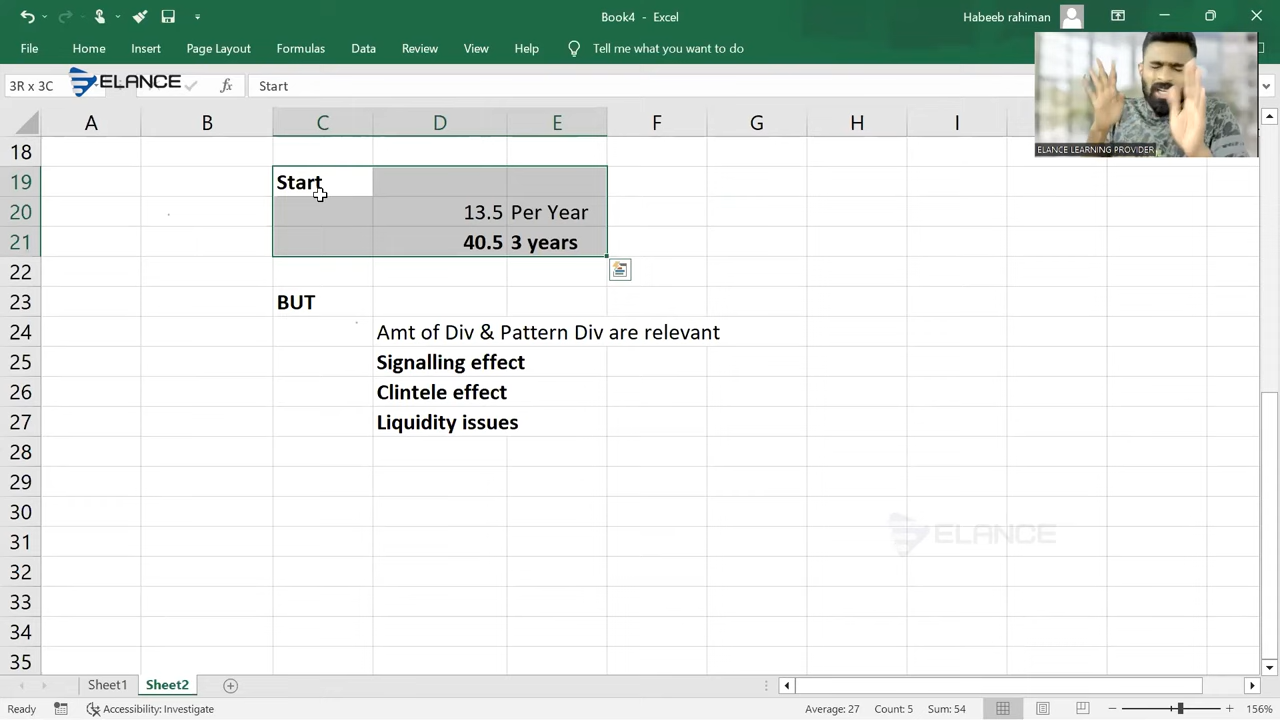 Book4 - Excel
Habeeb rahiman
File Home Insert Page Layout Formulas Data Review View Help Tell me what you want to do
ELANCE
3R x 3C fx Start
ELANCE LEARNING PROVIDER
A B C D E F G H I
18
19 Start
20 13.5 Per Year
21 40.5 3 years
22
23 BUT
24 Amt of Div & Pattern Div are relevant
25 Signalling effect
26 Clintele effect
27 Liquidity issues
28
29
30
31
ELANCE
32
33
34
35
Sheet1 Sheet2
Ready Accessibility: Investigate Average: 27 Count: 5 Sum: 54 156%